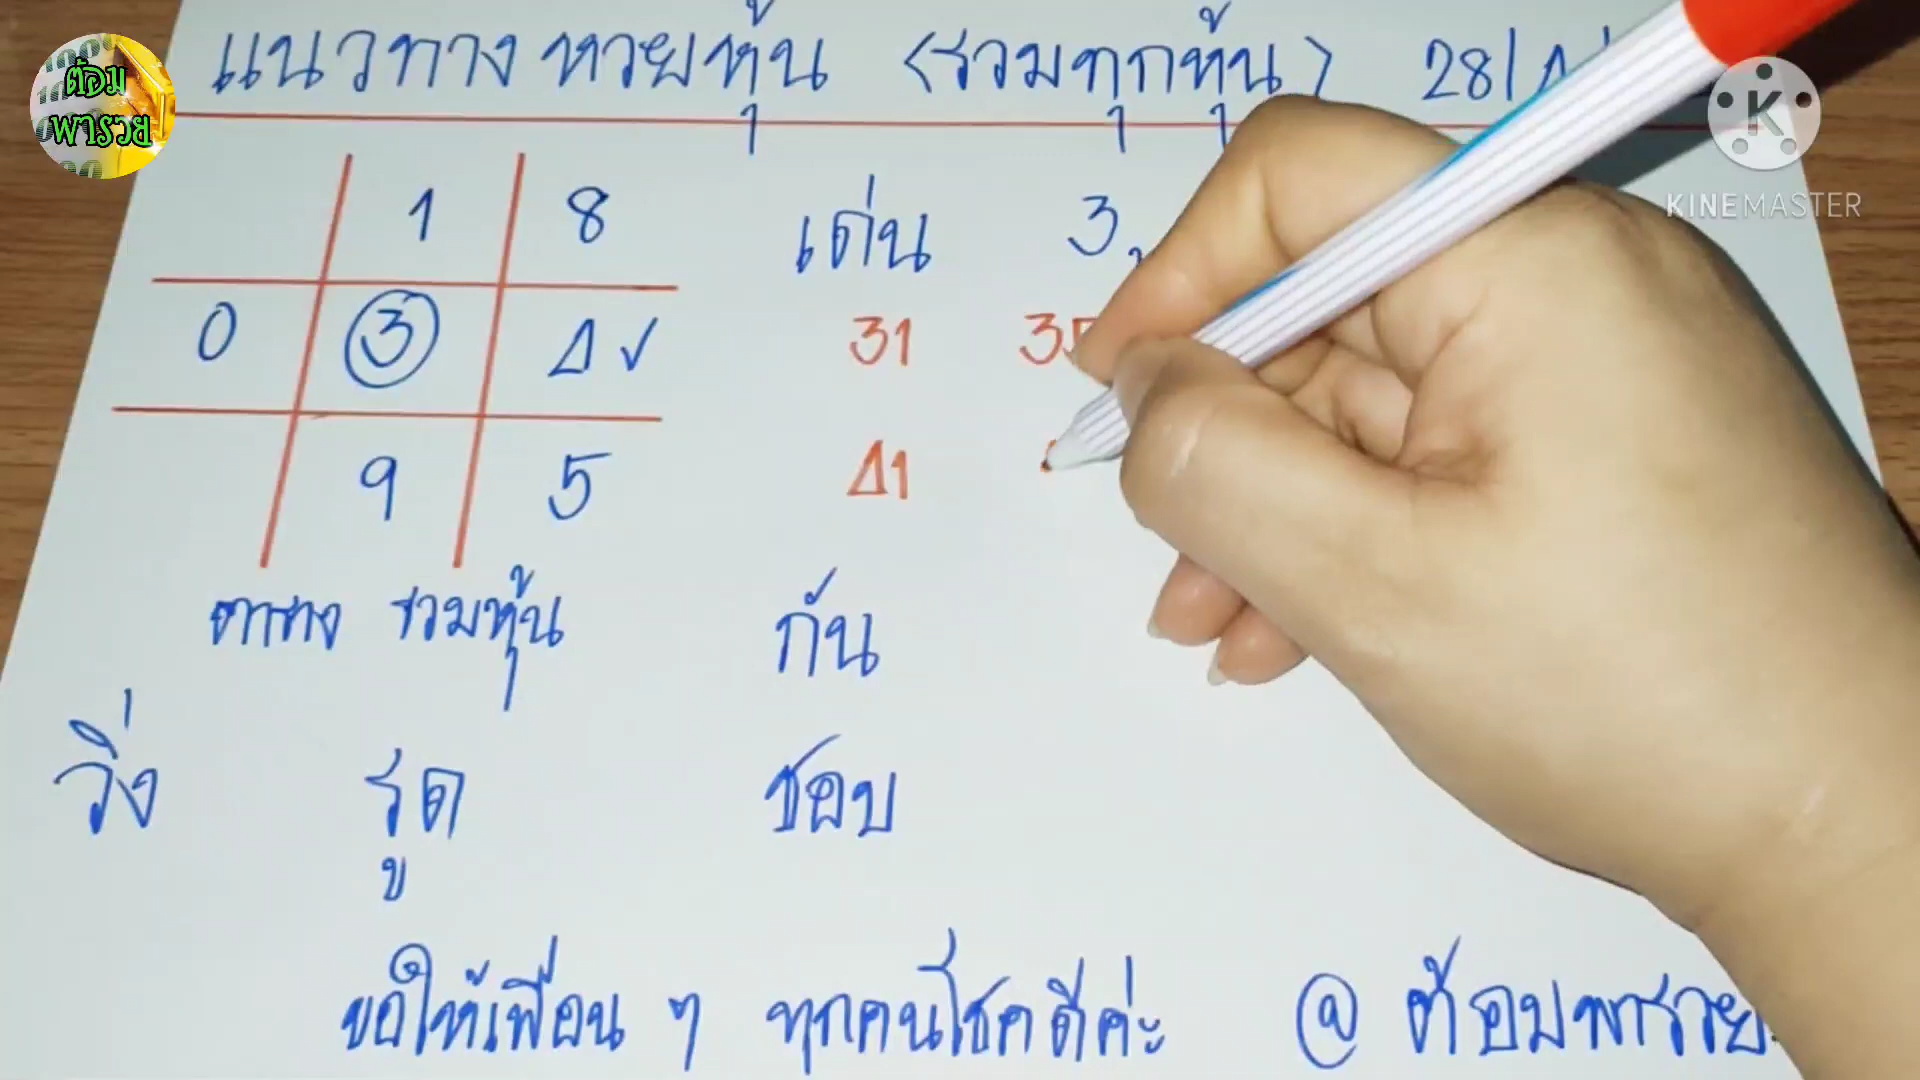 ต้อม
พารวย
แนวทาง หวยหุ้น (รวมทุกหุ้น) 28/
K
KINEMASTER
1 8
0 3 4 ✓
9 5
ตาราง รวมหุ้น
เด่น 3,
31 35
41
กัน
วิ่ง รูด ชอบ
ขอให้เพื่อน ๆ ทุกคนโชคดีค่ะ @ ต้อมพารวย